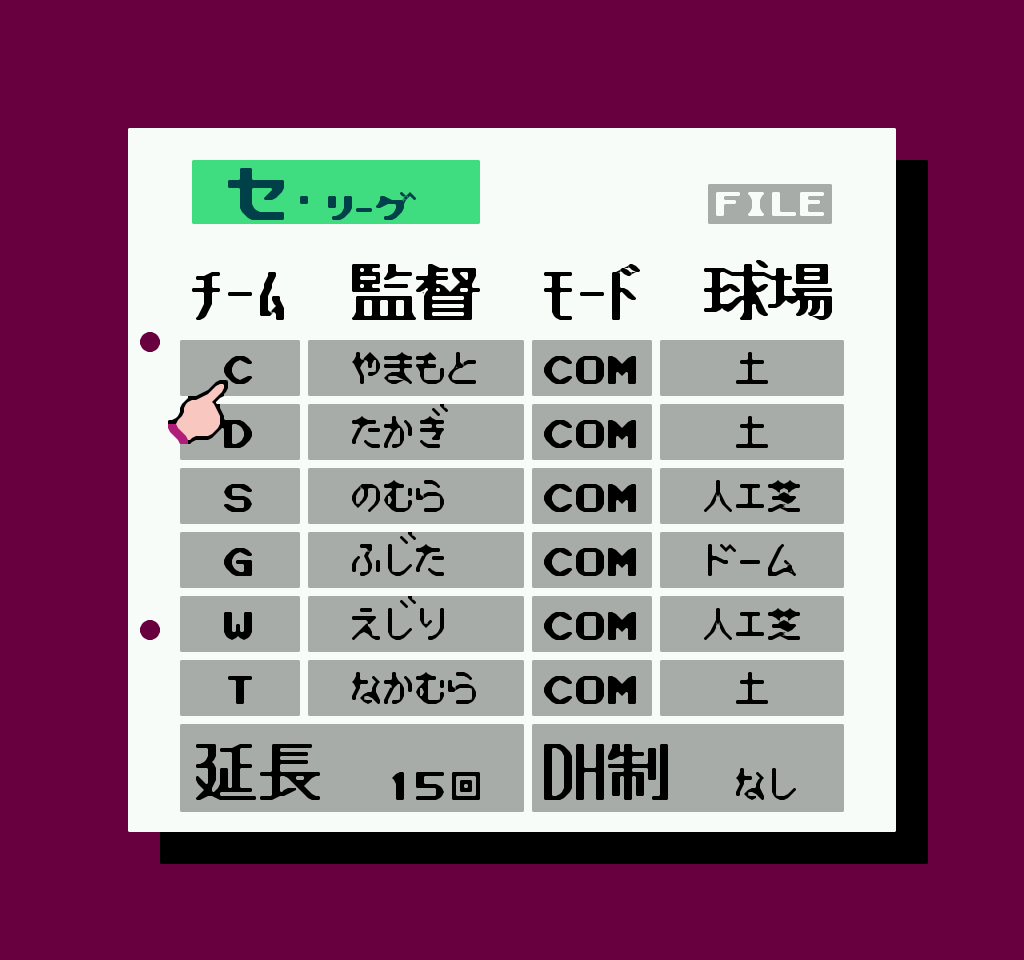 セ・リーグ
FILE
チーム 監督 モード 球場
C やまもと COM 土
D たかぎ COM 土
S のむら COM 人工芝
G ふじた COM ドーム
W えじり COM 人工芝
T なかむら COM 土
延長 15回 DH制 なし